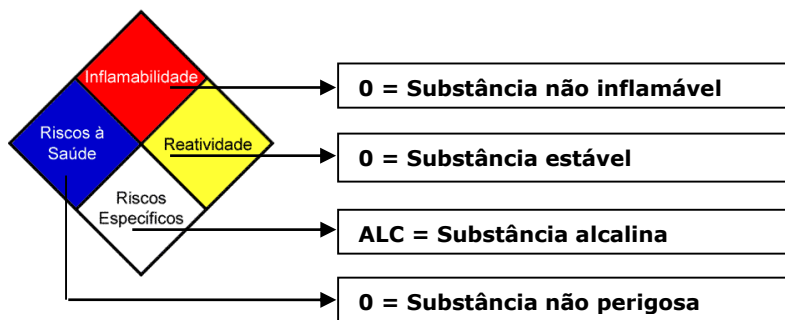 Inflamabilidade
0 = Substância não inflamável
Riscos à
Saúde
Reatividade
0 = Substância estável
Riscos
Específicos
ALC = Substância alcalina
0 = Substância não perigosa